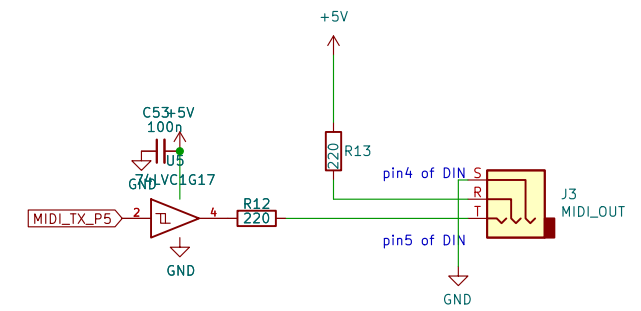 +5V
C53
+5V
100n
U5
GND
74LVC1G17
MIDI_TX_P5
2
4
R12
220
GND
220
R13
pin4 of DIN
S
R
T
pin5 of DIN
J3
MIDI_OUT
GND